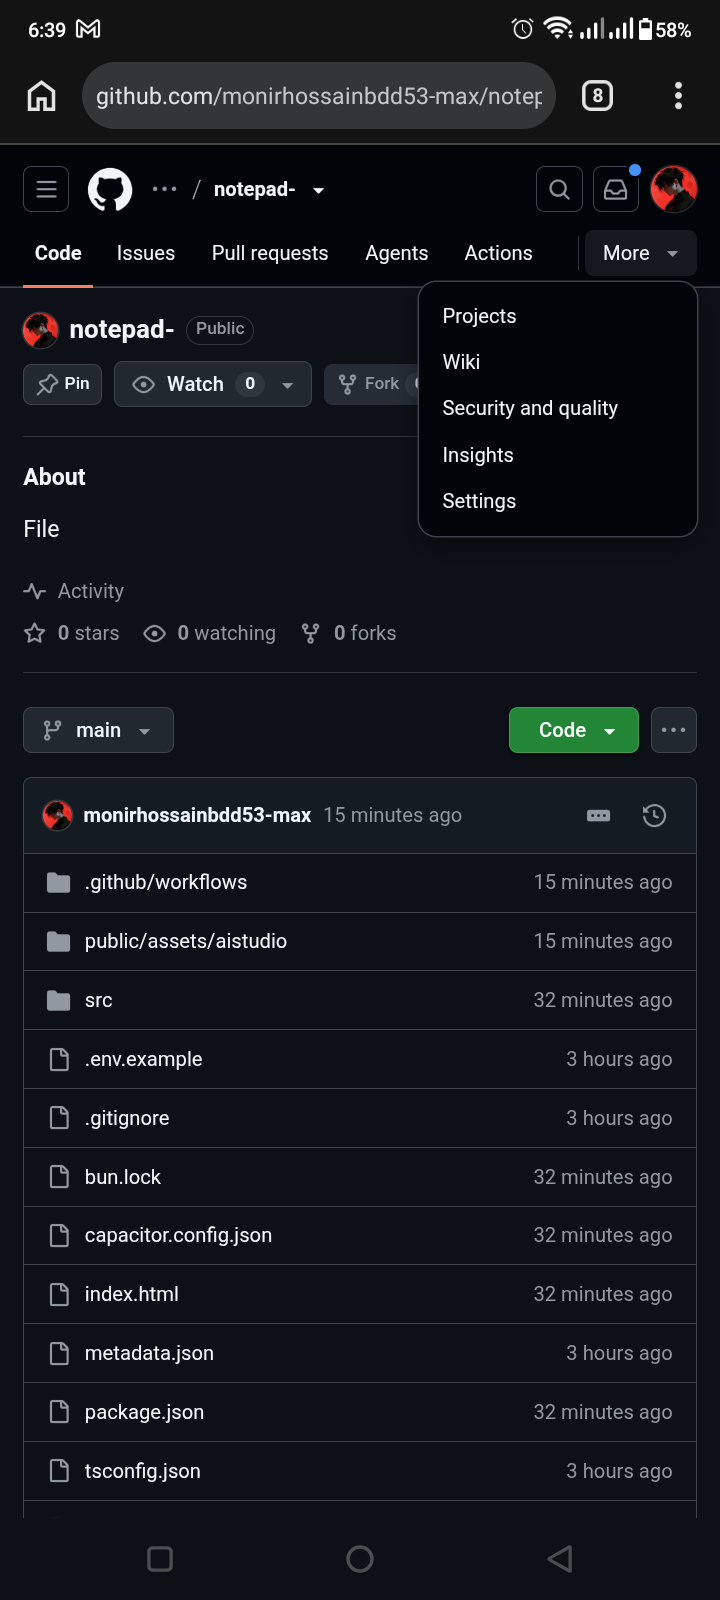 6:39 58%
github.com/monirhossainbdd53-max/notep 8
··· / notepad-
Code Issues Pull requests Agents Actions More
notepad- Public
Projects
Wiki
Security and quality
Insights
Settings
Pin Watch 0 Fork
About
File
Activity
0 stars 0 watching 0 forks
main Code ···
monirhossainbdd53-max 15 minutes ago
.github/workflows 15 minutes ago
public/assets/aistudio 15 minutes ago
src 32 minutes ago
.env.example 3 hours ago
.gitignore 3 hours ago
bun.lock 32 minutes ago
capacitor.config.json 32 minutes ago
index.html 32 minutes ago
metadata.json 3 hours ago
package.json 32 minutes ago
tsconfig.json 3 hours ago